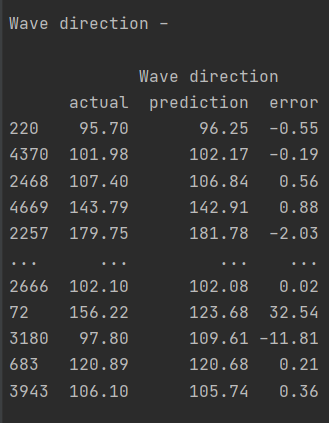 Wave direction –
Wave direction
actual prediction error
220 95.70 96.25 -0.55
4370 101.98 102.17 -0.19
2468 107.40 106.84 0.56
4669 143.79 142.91 0.88
2257 179.75 181.78 -2.03
... ... ... ...
2666 102.10 102.08 0.02
72 156.22 123.68 32.54
3180 97.80 109.61 -11.81
683 120.89 120.68 0.21
3943 106.10 105.74 0.36